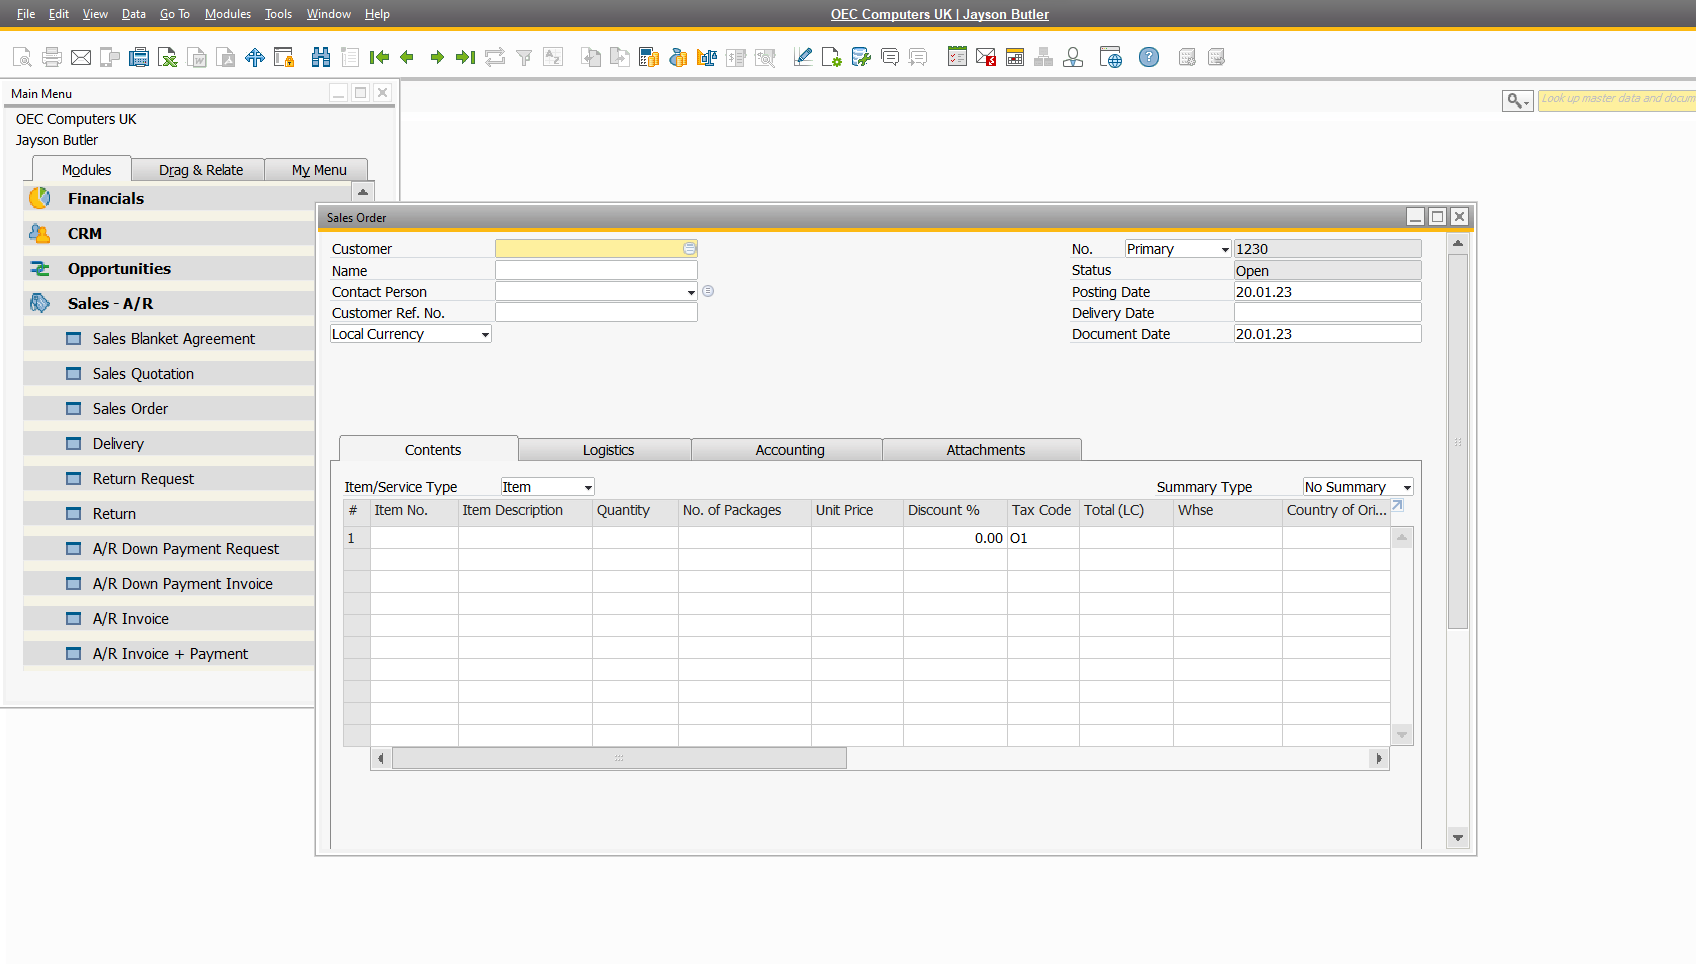 File Edit View Data Go To Modules Tools Window Help
OEC Computers UK | Jayson Butler
Main Menu
Look up master data and docum
OEC Computers UK
Jayson Butler
Modules Drag & Relate My Menu
Financials
CRM
Opportunities
Sales - A/R
Sales Blanket Agreement
Sales Quotation
Sales Order
Delivery
Return Request
Return
A/R Down Payment Request
A/R Down Payment Invoice
A/R Invoice
A/R Invoice + Payment
Sales Order
Customer
Name
Contact Person
Customer Ref. No.
Local Currency
No. Primary 1230
Status Open
Posting Date 20.01.23
Delivery Date
Document Date 20.01.23
Contents Logistics Accounting Attachments
Item/Service Type Item Summary Type No Summary
# Item No. Item Description Quantity No. of Packages Unit Price Discount % Tax Code Total (LC) Whse Country of Ori...
1 0.00 O1